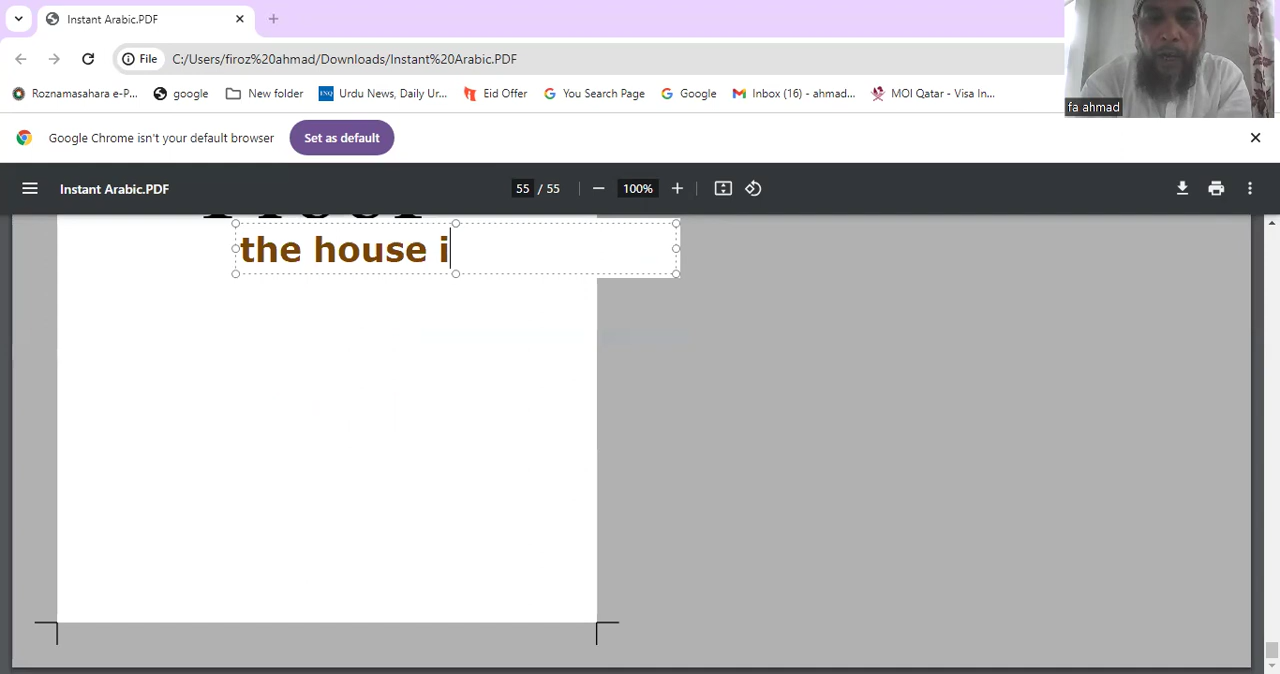 Instant Arabic.PDF
File
C:/Users/firoz%20ahmad/Downloads/Instant%20Arabic.PDF
Roznamasahara e-P...
google
New folder
ENQ
Urdu News, Daily Ur...
Eid Offer
You Search Page
Google
Inbox (16) - ahmad...
MOI Qatar - Visa In...
fa ahmad
Google Chrome isn't your default browser
Set as default
Instant Arabic.PDF
55 / 55
100%
the house i